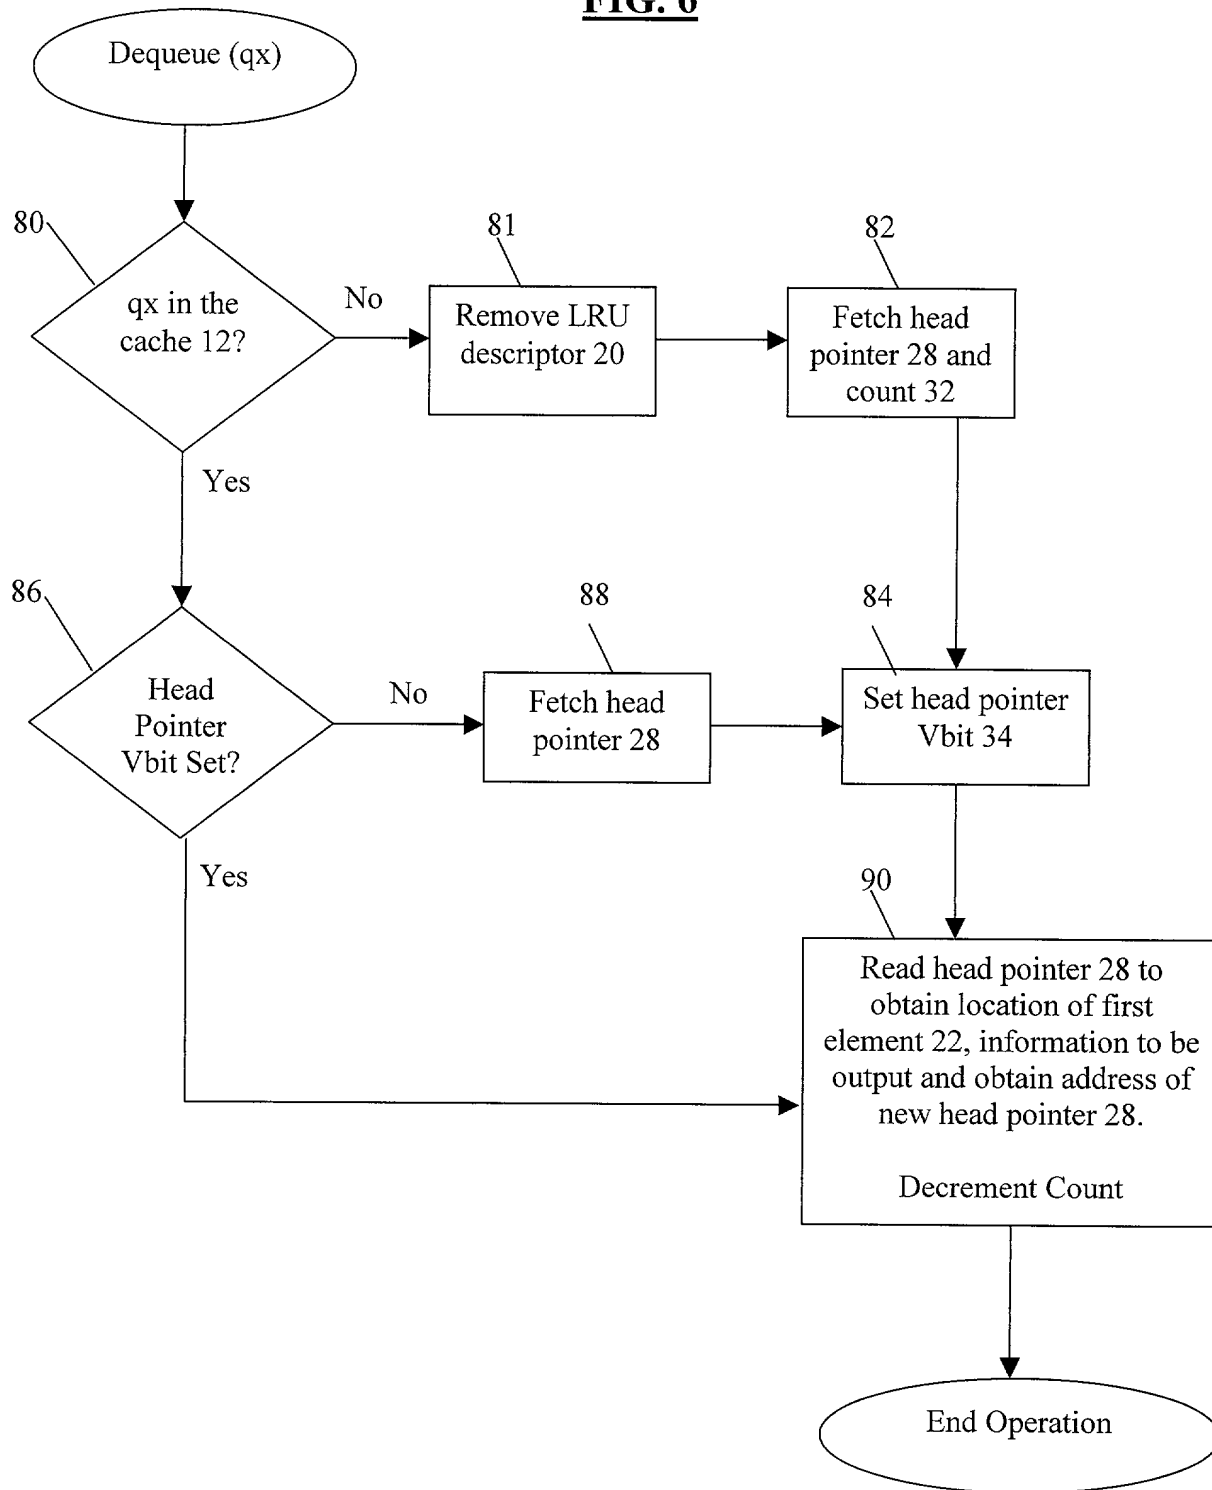 FIG. 6
Dequeue (qx)
80
qx in the
cache 12?
No
81
Remove LRU
descriptor 20
82
Fetch head
pointer 28 and
count 32
Yes
86
Head
Pointer
Vbit Set?
No
88
Fetch head
pointer 28
84
Set head pointer
Vbit 34
Yes
90
Read head pointer 28 to
obtain location of first
element 22, information to be
output and obtain address of
new head pointer 28.
Decrement Count
End Operation